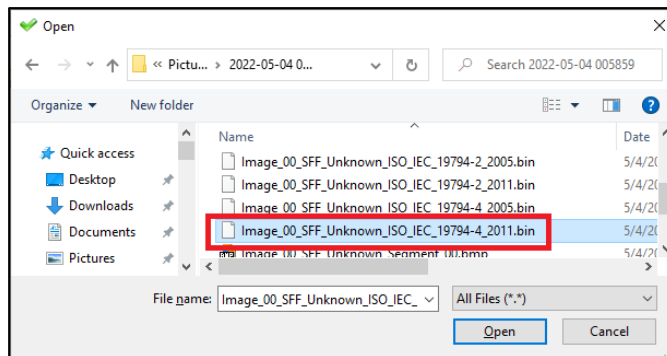 Open
« Pictu... › 2022-05-04 0...
Search 2022-05-04 005859
Organize
New folder
Name
Date
Quick access
Desktop
Downloads
Documents
Pictures
Image_00_SFF_Unknown_ISO_IEC_19794-2_2005.bin 5/4/20
Image_00_SFF_Unknown_ISO_IEC_19794-2_2011.bin 5/4/20
Image_00_SFF_Unknown_ISO_IEC_19794-4_2005.bin 5/4/20
Image_00_SFF_Unknown_ISO_IEC_19794-4_2011.bin 5/4/20
Image_00_SFF_Unknown_Segment_00.bmp 5/4/20
File name: Image_00_SFF_Unknown_ISO_IEC_
All Files (*.*)
Open
Cancel